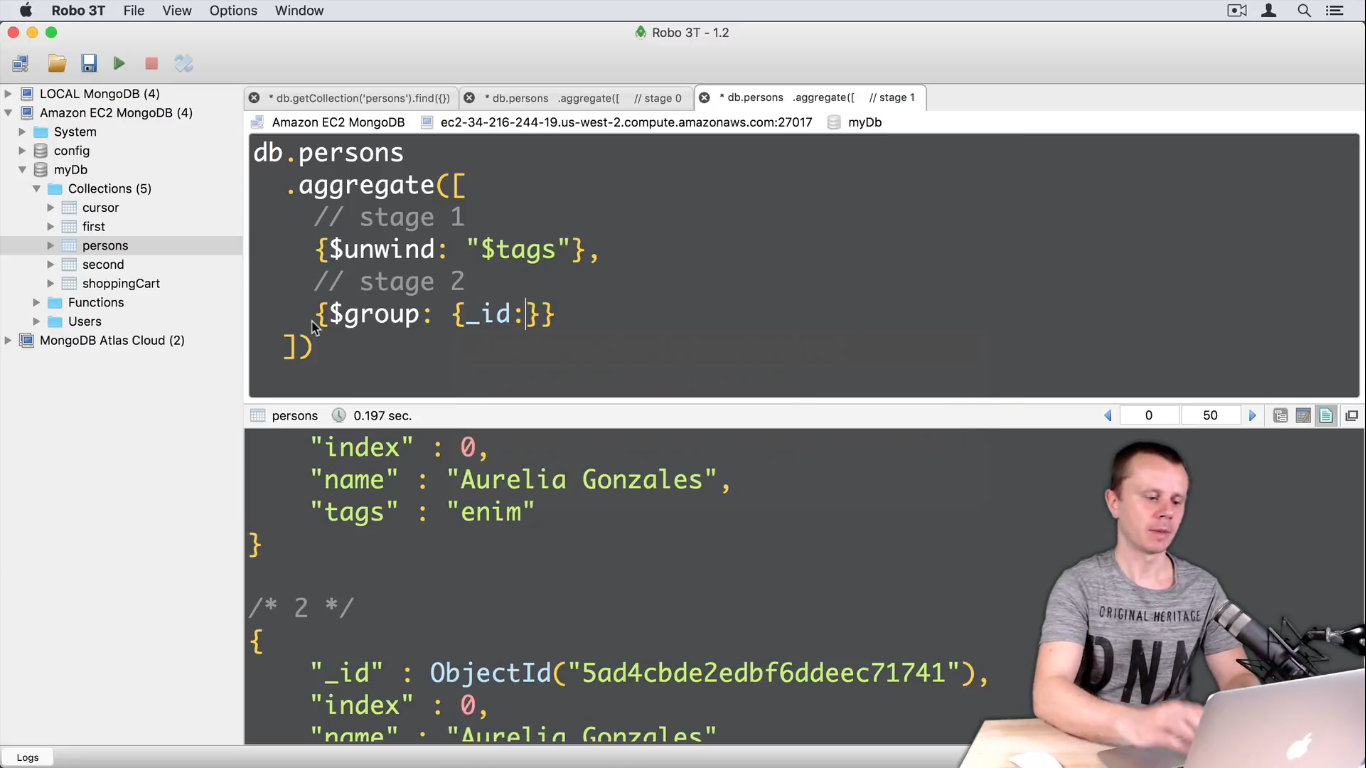 Robo 3T File View Options Window
Robo 3T - 1.2
LOCAL MongoDB (4)
Amazon EC2 MongoDB (4)
System
config
myDb
Collections (5)
cursor
first
persons
second
shoppingCart
Functions
Users
MongoDB Atlas Cloud (2)
* db.getCollection('persons').find({}) * db.persons .aggregate([ // stage 0 * db.persons .aggregate([ // stage 1
Amazon EC2 MongoDB ec2-34-216-244-19.us-west-2.compute.amazonaws.com:27017 myDb
db.persons
.aggregate([
// stage 1
{$unwind: "$tags"},
// stage 2
{$group: {_id:}}
])
persons 0.197 sec. 0 50
"index" : 0,
"name" : "Aurelia Gonzales",
"tags" : "enim"
}
/* 2 */
{
"_id" : ObjectId("5ad4cbde2edbf6ddeec71741"),
"index" : 0,
"name" : "Aurelia Gonzales"
ORIGINAL HERITAGE
DNM
Logs